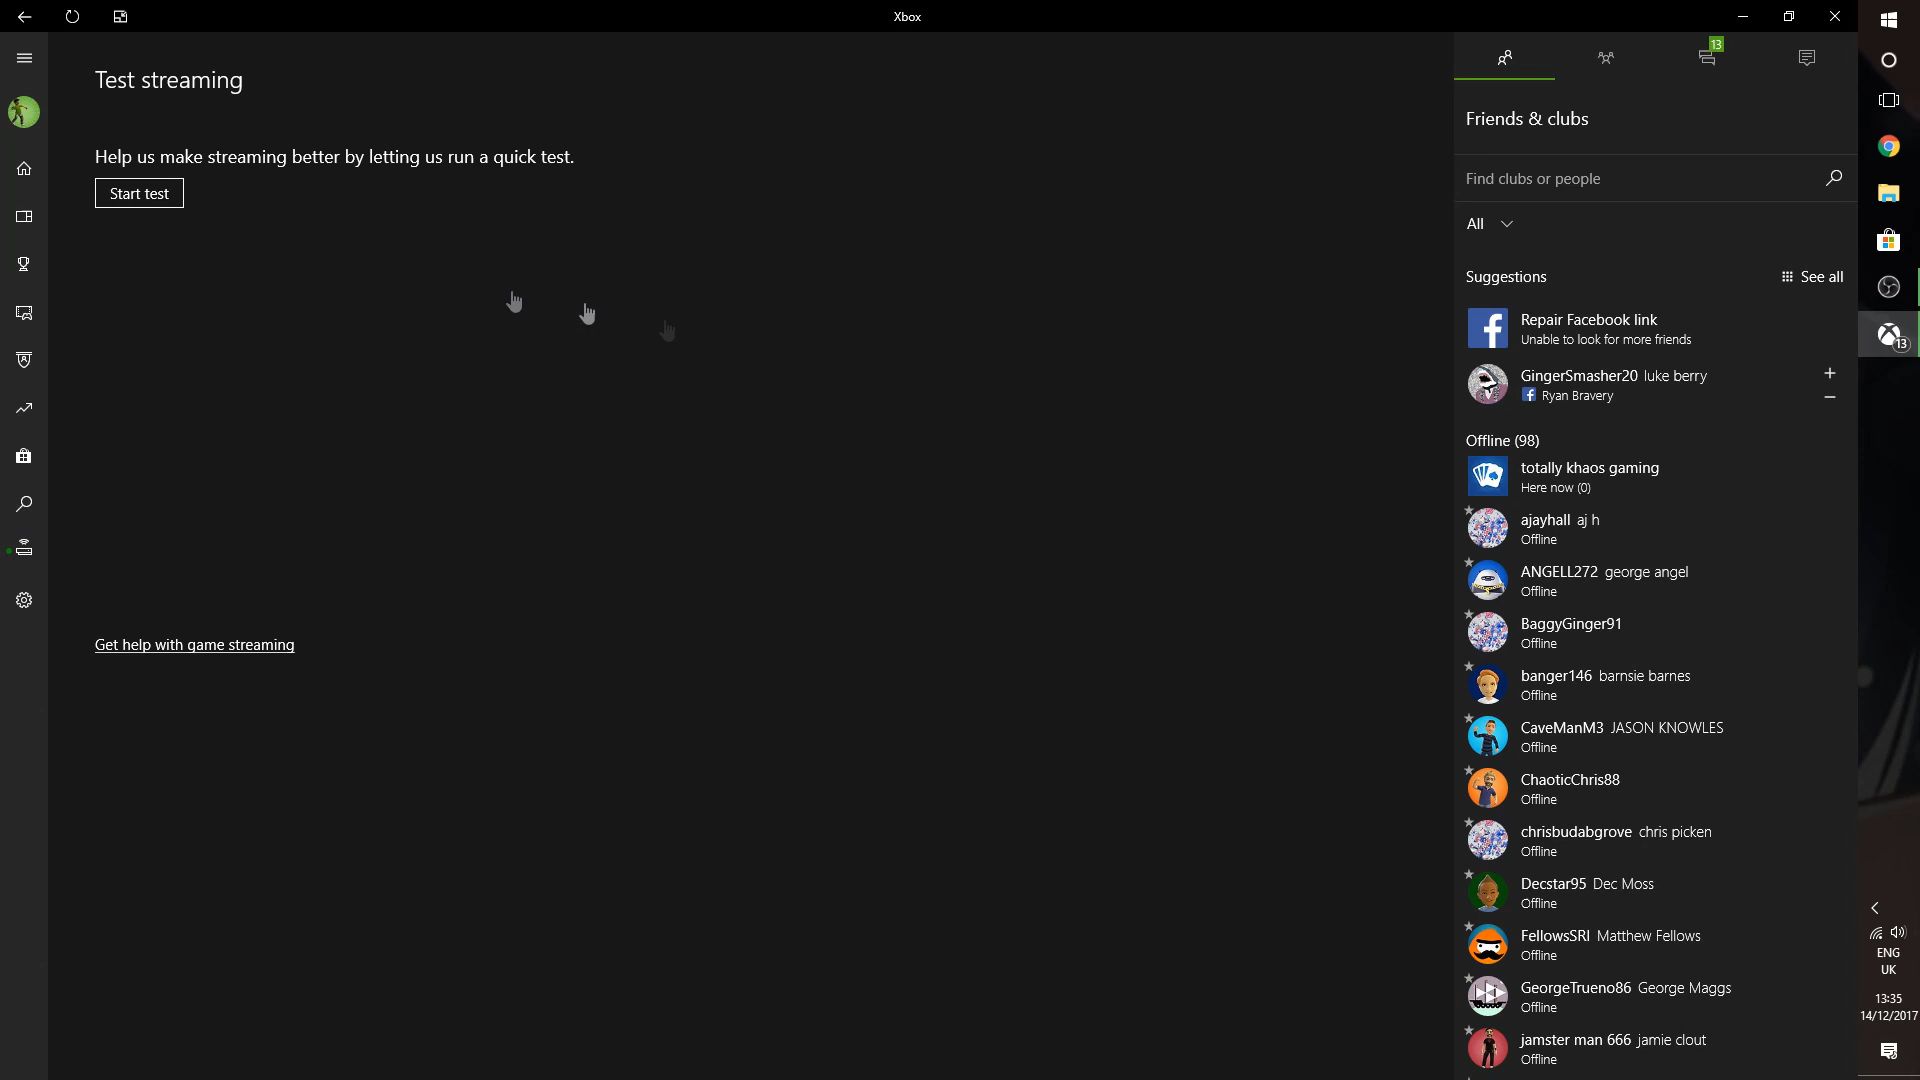 Xbox
Test streaming
Help us make streaming better by letting us run a quick test.
Start test
Get help with game streaming
13
Friends & clubs
Find clubs or people
All
Suggestions
See all
Repair Facebook link
Unable to look for more friends
GingerSmasher20 luke berry
Ryan Bravery
Offline (98)
totally khaos gaming
Here now (0)
ajayhall aj h
Offline
ANGELL272 george angel
Offline
BaggyGinger91
Offline
banger146 barnsie barnes
Offline
CaveManM3 JASON KNOWLES
Offline
ChaoticChris88
Offline
chrisbudabgrove chris picken
Offline
Decstar95 Dec Moss
Offline
FellowsSRI Matthew Fellows
Offline
GeorgeTrueno86 George Maggs
Offline
jamster man 666 jamie clout
Offline
13
ENG
UK
13:35
14/12/2017